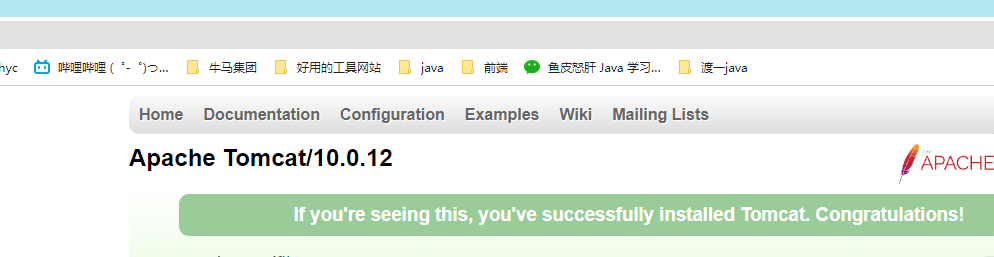 hyc 哔哩哔哩 (゜-゜)つ... 牛马集团 好用的工具网站 java 前端 鱼皮怒肝 Java 学习... 渡一java
Home Documentation Configuration Examples Wiki Mailing Lists
Apache Tomcat/10.0.12
APACHE
If you're seeing this, you've successfully installed Tomcat. Congratulations!